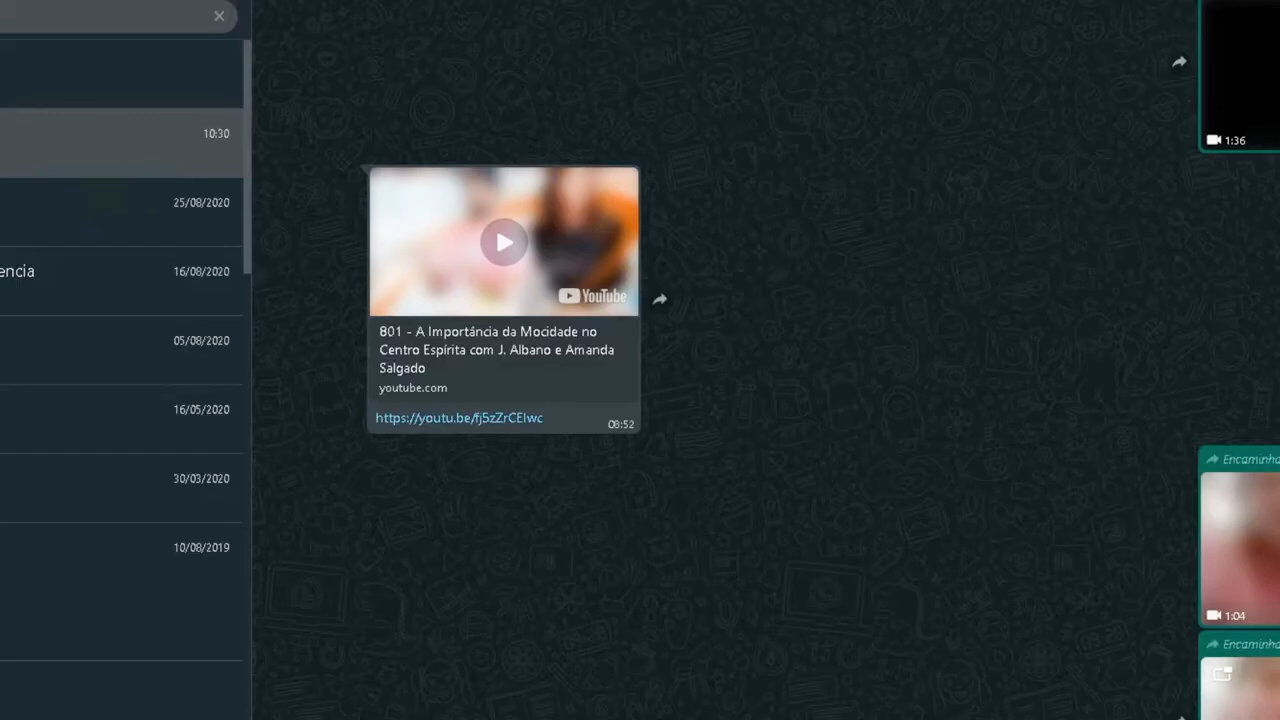 10:30
25/08/2020
encia
16/08/2020
05/08/2020
16/05/2020
30/03/2020
10/08/2019
YouTube
801 - A Importância da Mocidade no
Centro Espírita com J. Albano e Amanda
Salgado
youtube.com
https://youtu.be/fj5zZrCEIwc
08:52
1:36
Encaminha
1:04
Encaminha